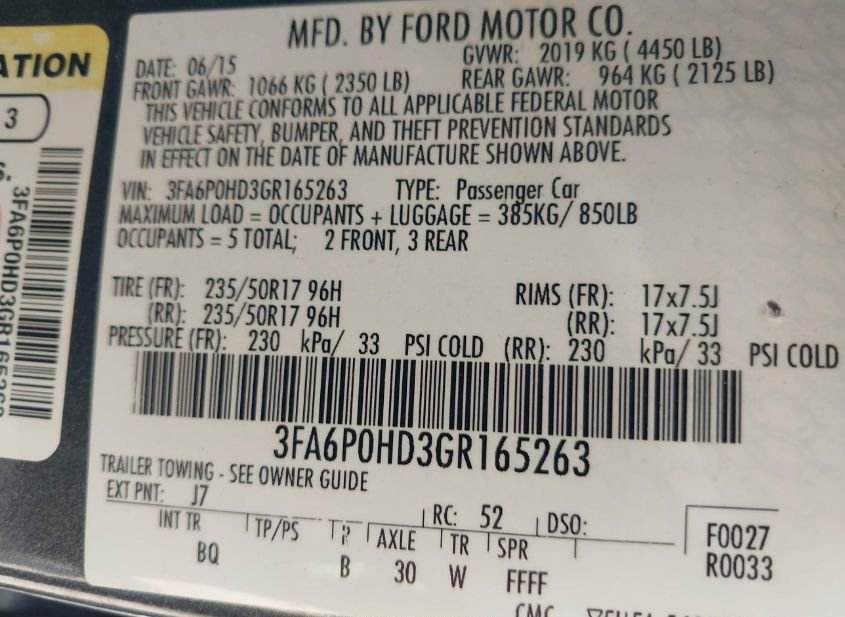 MFD. BY FORD MOTOR CO.
DATE: 06/15 GVWR: 2019 KG ( 4450 LB)
FRONT GAWR: 1066 KG ( 2350 LB) REAR GAWR: 964 KG ( 2125 LB)
THIS VEHICLE CONFORMS TO ALL APPLICABLE FEDERAL MOTOR
VEHICLE SAFETY, BUMPER, AND THEFT PREVENTION STANDARDS
IN EFFECT ON THE DATE OF MANUFACTURE SHOWN ABOVE.
VIN: 3FA6P0HD3GR165263 TYPE: Passenger Car
MAXIMUM LOAD = OCCUPANTS + LUGGAGE = 385KG/ 850LB
OCCUPANTS = 5 TOTAL; 2 FRONT, 3 REAR
TIRE (FR): 235/50R17 96H RIMS (FR): 17x7.5J
(RR): 235/50R17 96H (RR): 17x7.5J
PRESSURE (FR): 230 kPa/ 33 PSI COLD (RR): 230 kPa/ 33 PSI COLD
3FA6P0HD3GR165263
TRAILER TOWING - SEE OWNER GUIDE
EXT PNT: J7 RC: 52 DSO:
INT TR TP/PS R AXLE TR SPR
BQ B 30 W FFFF
F0027
R0033
ATION
3
3FA6P0HD3GR165263